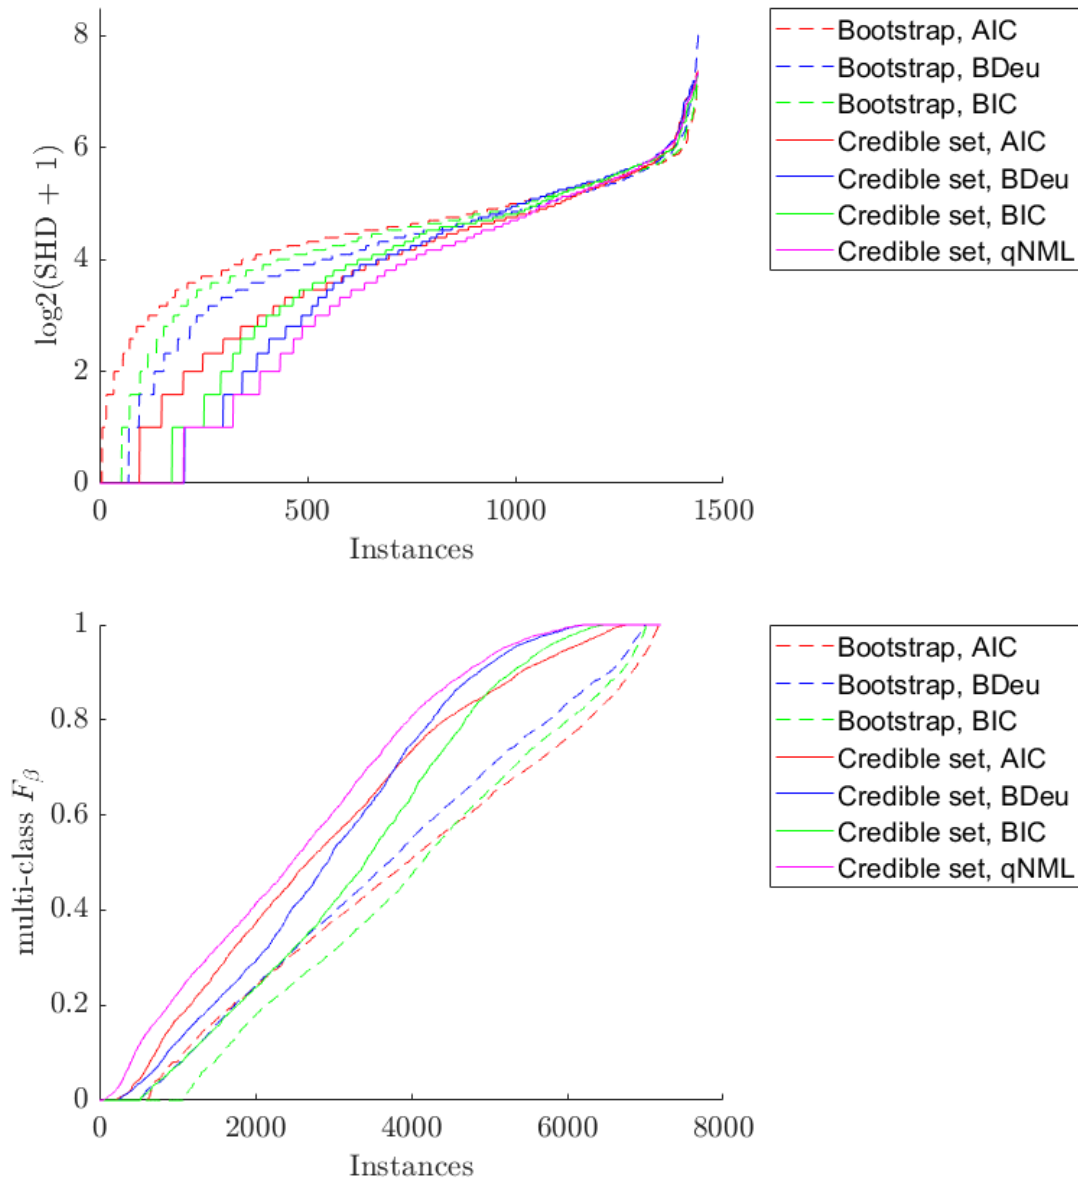 8
6
4
2
0
log2(SHD + 1)
0 500 1000 1500
Instances
Bootstrap, AIC
Bootstrap, BDeu
Bootstrap, BIC
Credible set, AIC
Credible set, BDeu
Credible set, BIC
Credible set, qNML
1
0.8
0.6
0.4
0.2
0
multi-class Fβ
0 2000 4000 6000 8000
Instances
Bootstrap, AIC
Bootstrap, BDeu
Bootstrap, BIC
Credible set, AIC
Credible set, BDeu
Credible set, BIC
Credible set, qNML